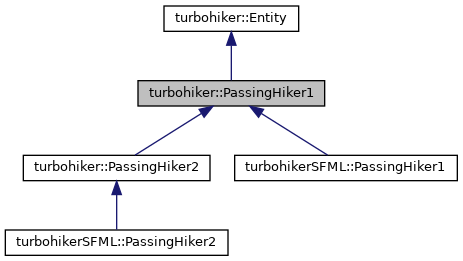 turbohiker::Entity
turbohiker::PassingHiker1
turbohiker::PassingHiker2
turbohikerSFML::PassingHiker1
turbohikerSFML::PassingHiker2